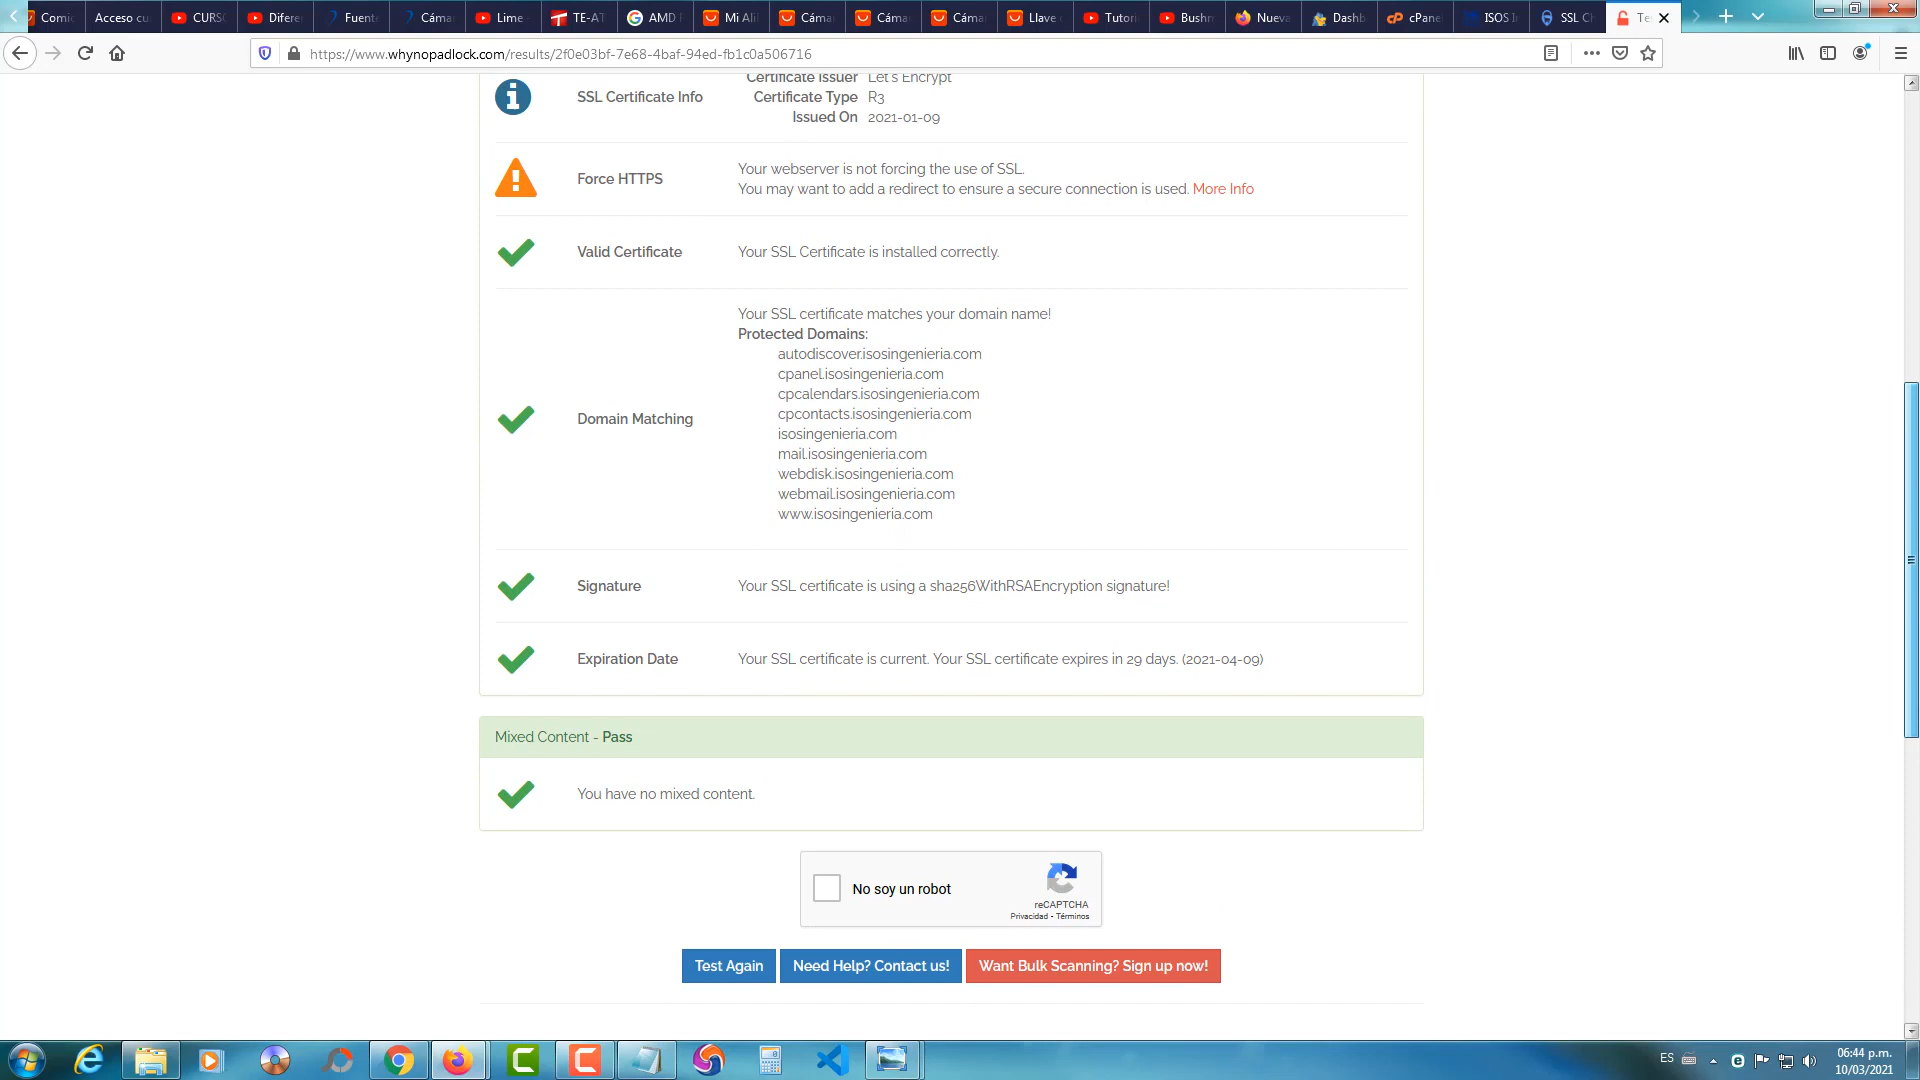 Comic
Acceso cu
CURS
Difere
Fuente
Cáma
Lime -
TE-AT
AMD
Mi Ali
Cáma
Cáma
Cáma
Llave
Tutori
Bushn
Nueva
Dashb
cPane
ISOS I
SSL Ch
Te
https://www.whynopadlock.com/results/2f0e03bf-7e68-4baf-94ed-fb1c0a506716
Certificate Issuer Let's Encrypt
SSL Certificate Info
Certificate Type R3
Issued On 2021-01-09
Force HTTPS
Your webserver is not forcing the use of SSL.
You may want to add a redirect to ensure a secure connection is used. More Info
Valid Certificate
Your SSL Certificate is installed correctly.
Domain Matching
Your SSL certificate matches your domain name!
Protected Domains:
autodiscover.isosingenieria.com
cpanel.isosingenieria.com
cpcalendars.isosingenieria.com
cpcontacts.isosingenieria.com
isosingenieria.com
mail.isosingenieria.com
webdisk.isosingenieria.com
webmail.isosingenieria.com
www.isosingenieria.com
Signature
Your SSL certificate is using a sha256WithRSAEncryption signature!
Expiration Date
Your SSL certificate is current. Your SSL certificate expires in 29 days. (2021-04-09)
Mixed Content - Pass
You have no mixed content.
No soy un robot
reCAPTCHA
Privacidad - Términos
Test Again
Need Help? Contact us!
Want Bulk Scanning? Sign up now!
ES
06:44 p.m.
10/03/2021